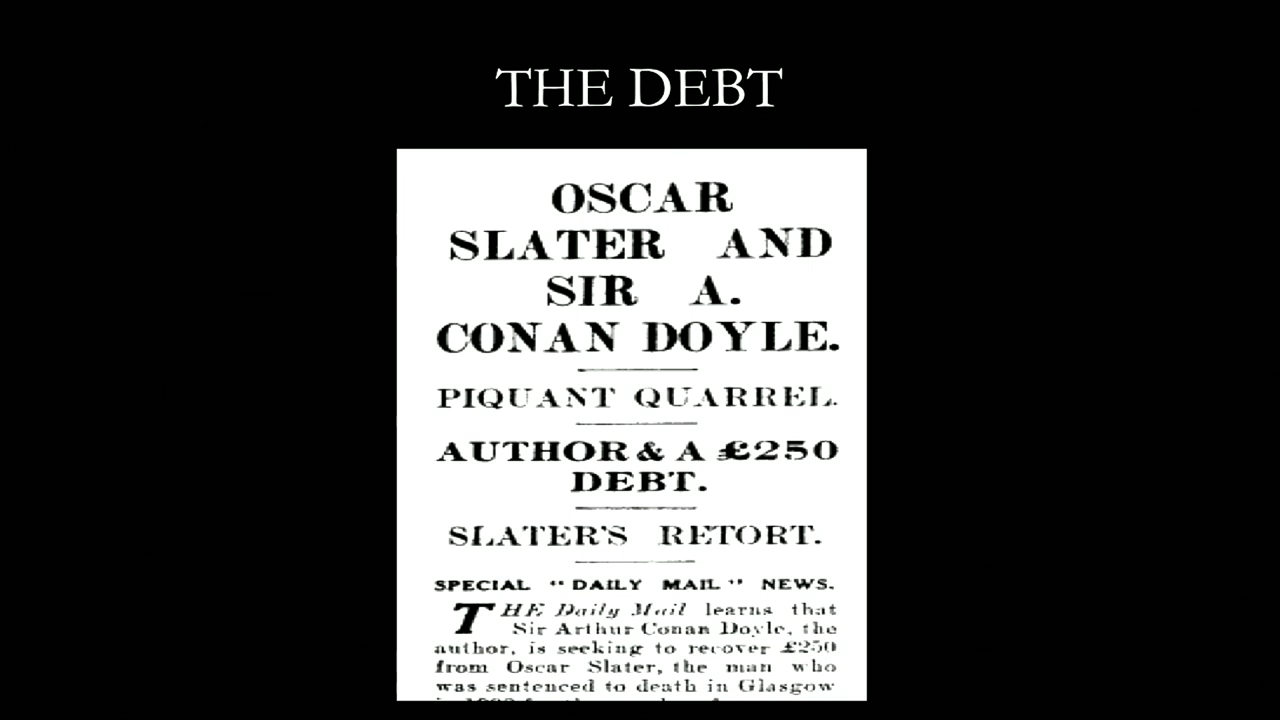 THE DEBT
OSCAR
SLATER AND
SIR A.
CONAN DOYLE.
PIQUANT QUARREL.
AUTHOR & A £250
DEBT.
SLATER'S RETORT.
SPECIAL "DAILY MAIL" NEWS.
THE Daily Mail learns that
Sir Arthur Conan Doyle, the
author, is seeking to recover £250
from Oscar Slater, the man who
was sentenced to death in Glasgow